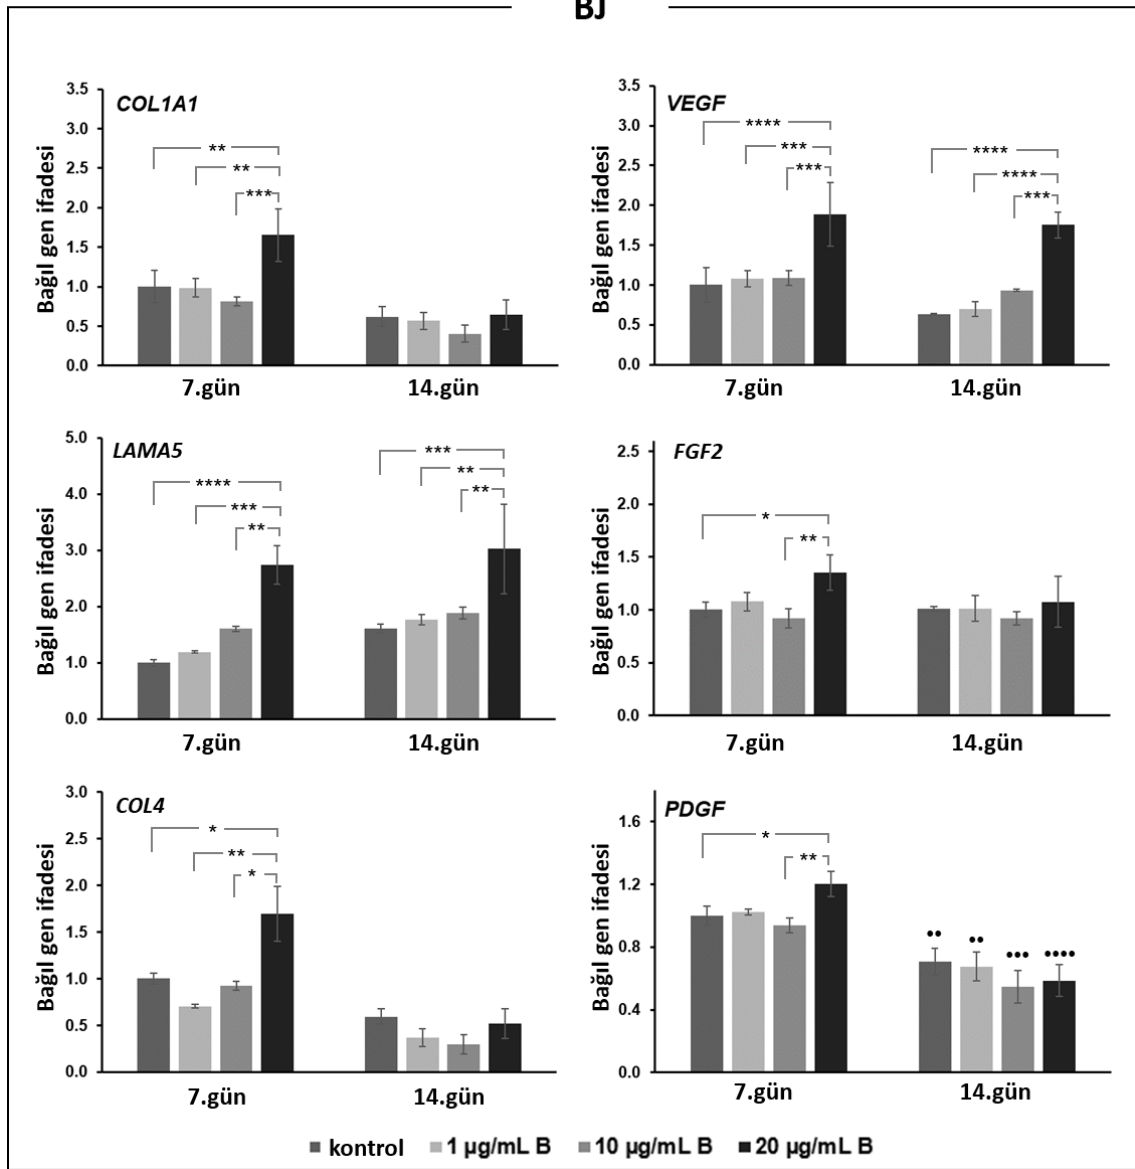 BJ
COL1A1
Bağıl gen ifadesi
3.5
3.0
2.5
2.0
1.5
1.0
0.5
0.0
**
**
***
7.gün
14.gün
VEGF
Bağıl gen ifadesi
3.5
3.0
2.5
2.0
1.5
1.0
0.5
0.0
****
***
***
****
****
***
7.gün
14.gün
LAMA5
Bağıl gen ifadesi
5.0
4.0
3.0
2.0
1.0
0.0
****
***
**
***
**
**
7.gün
14.gün
FGF2
Bağıl gen ifadesi
2.5
2.0
1.5
1.0
0.5
0.0
*
**
7.gün
14.gün
COL4
Bağıl gen ifadesi
3.0
2.5
2.0
1.5
1.0
0.5
0.0
*
**
*
7.gün
14.gün
PDGF
Bağıl gen ifadesi
1.6
1.2
0.8
0.4
0.0
*
**
•• •• ••• ••••
7.gün
14.gün
kontrol 1 µg/mL B 10 µg/mL B 20 µg/mL B